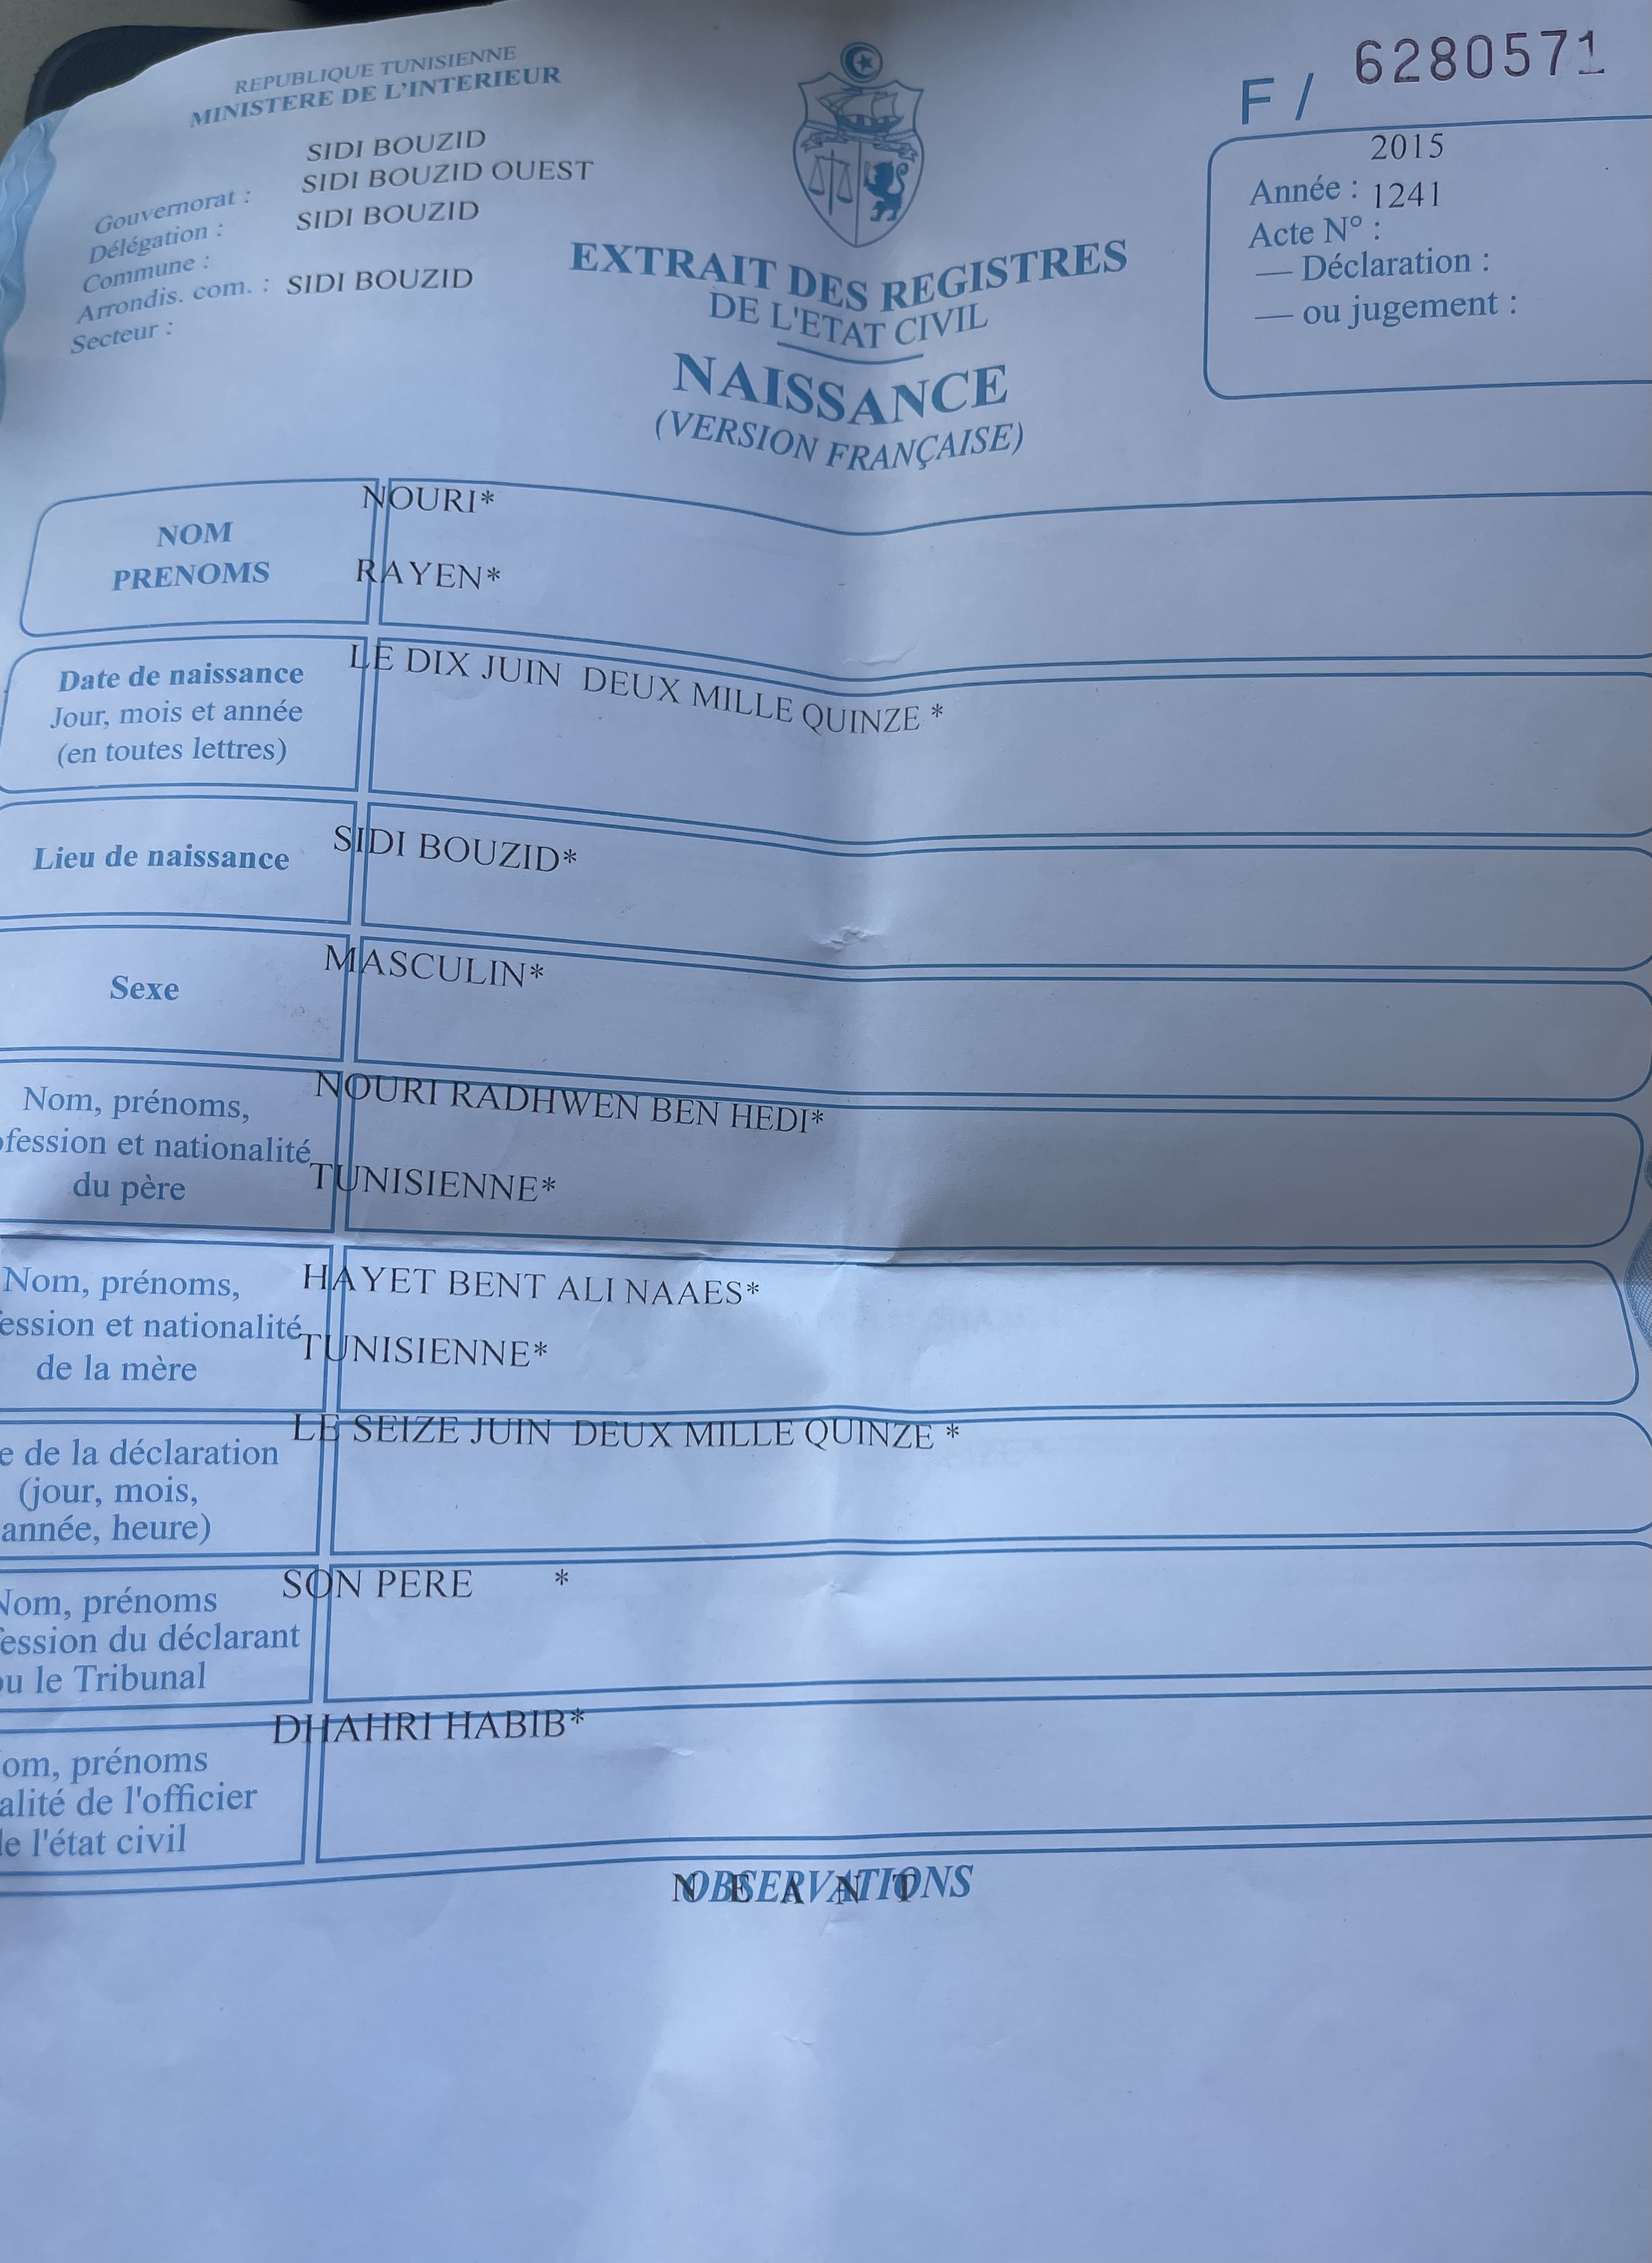 REPUBLIQUE TUNISIENNE
MINISTERE DE L'INTERIEUR
SIDI BOUZID
SIDI BOUZID OUEST
Gouvernorat :
SIDI BOUZID
Délégation :
Commune :
Arrondis. com. : SIDI BOUZID
Secteur :
F / 6280571
2015
Année : 1241
Acte N° :
— Déclaration :
— ou jugement :
EXTRAIT DES REGISTRES
DE L'ETAT CIVIL
NAISSANCE
(VERSION FRANÇAISE)
NOURI*
NOM
PRENOMS
RAYEN*
LE DIX JUIN DEUX MILLE QUINZE *
Date de naissance
Jour, mois et année
(en toutes lettres)
SIDI BOUZID*
Lieu de naissance
MASCULIN*
Sexe
NOURI RADHWEN BEN HEDI*
Nom, prénoms,
ofession et nationalité
du père
TUNISIENNE*
HAYET BENT ALI NAAES*
Nom, prénoms,
ession et nationalité
de la mère
TUNISIENNE*
LE SEIZE JUIN DEUX MILLE QUINZE *
e de la déclaration
(jour, mois,
année, heure)
SON PERE *
Nom, prénoms
fession du déclarant
ou le Tribunal
DHAHRI HABIB*
om, prénoms
alité de l'officier
de l'état civil
OBSERVATIONS
N E A N T